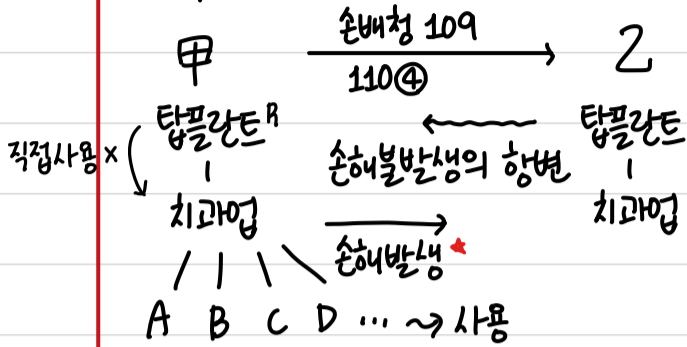 손배청 109
甲 乙
110④
탑플란트R 탑플란트
직접사용 x
손해불발생의 항변
치과업 치과업
손해발생 ★
A B C D … ⤳ 사용